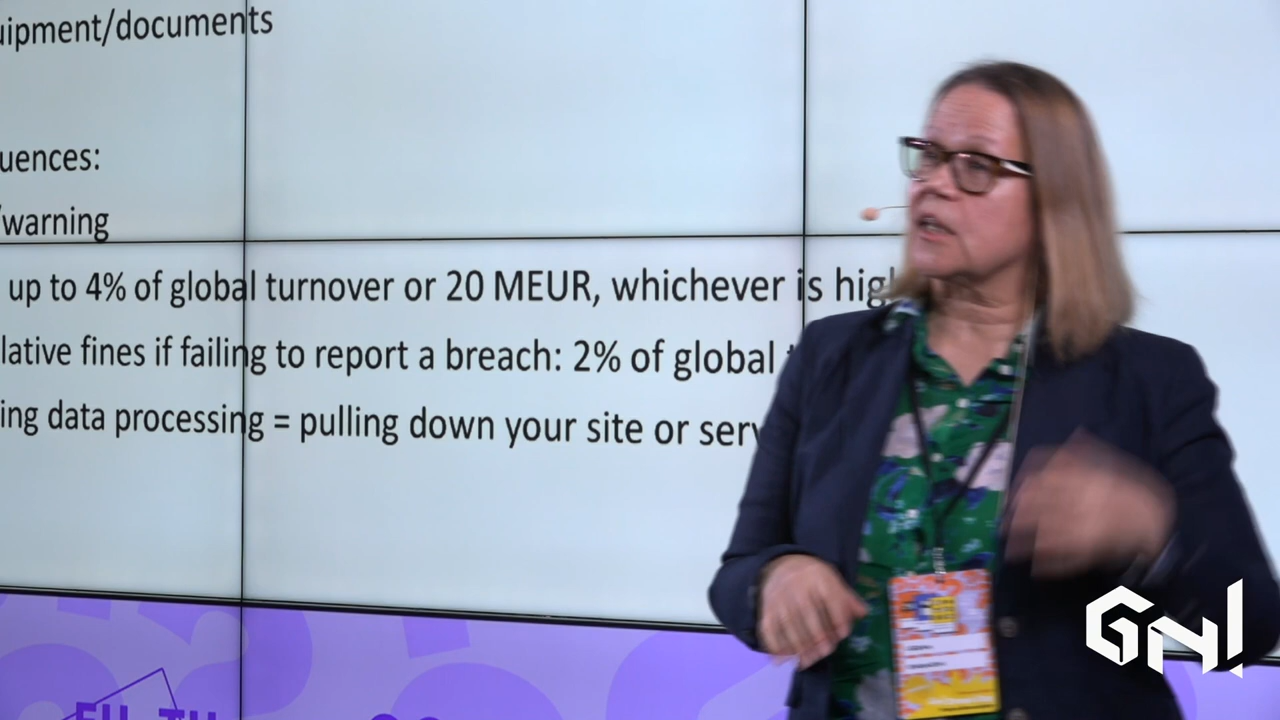 uipment/documents
uences:
/warning
up to 4% of global turnover or 20 MEUR, whichever is high
lative fines if failing to report a breach: 2% of global t
ing data processing = pulling down your site or serv
GN!